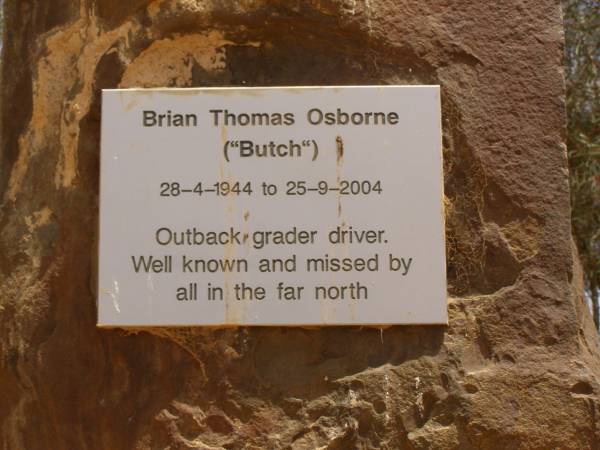 Brian Thomas Osborne
(“Butch“)
28–4–1944 to 25–9–2004
Outback grader driver.
Well known and missed by
all in the far north